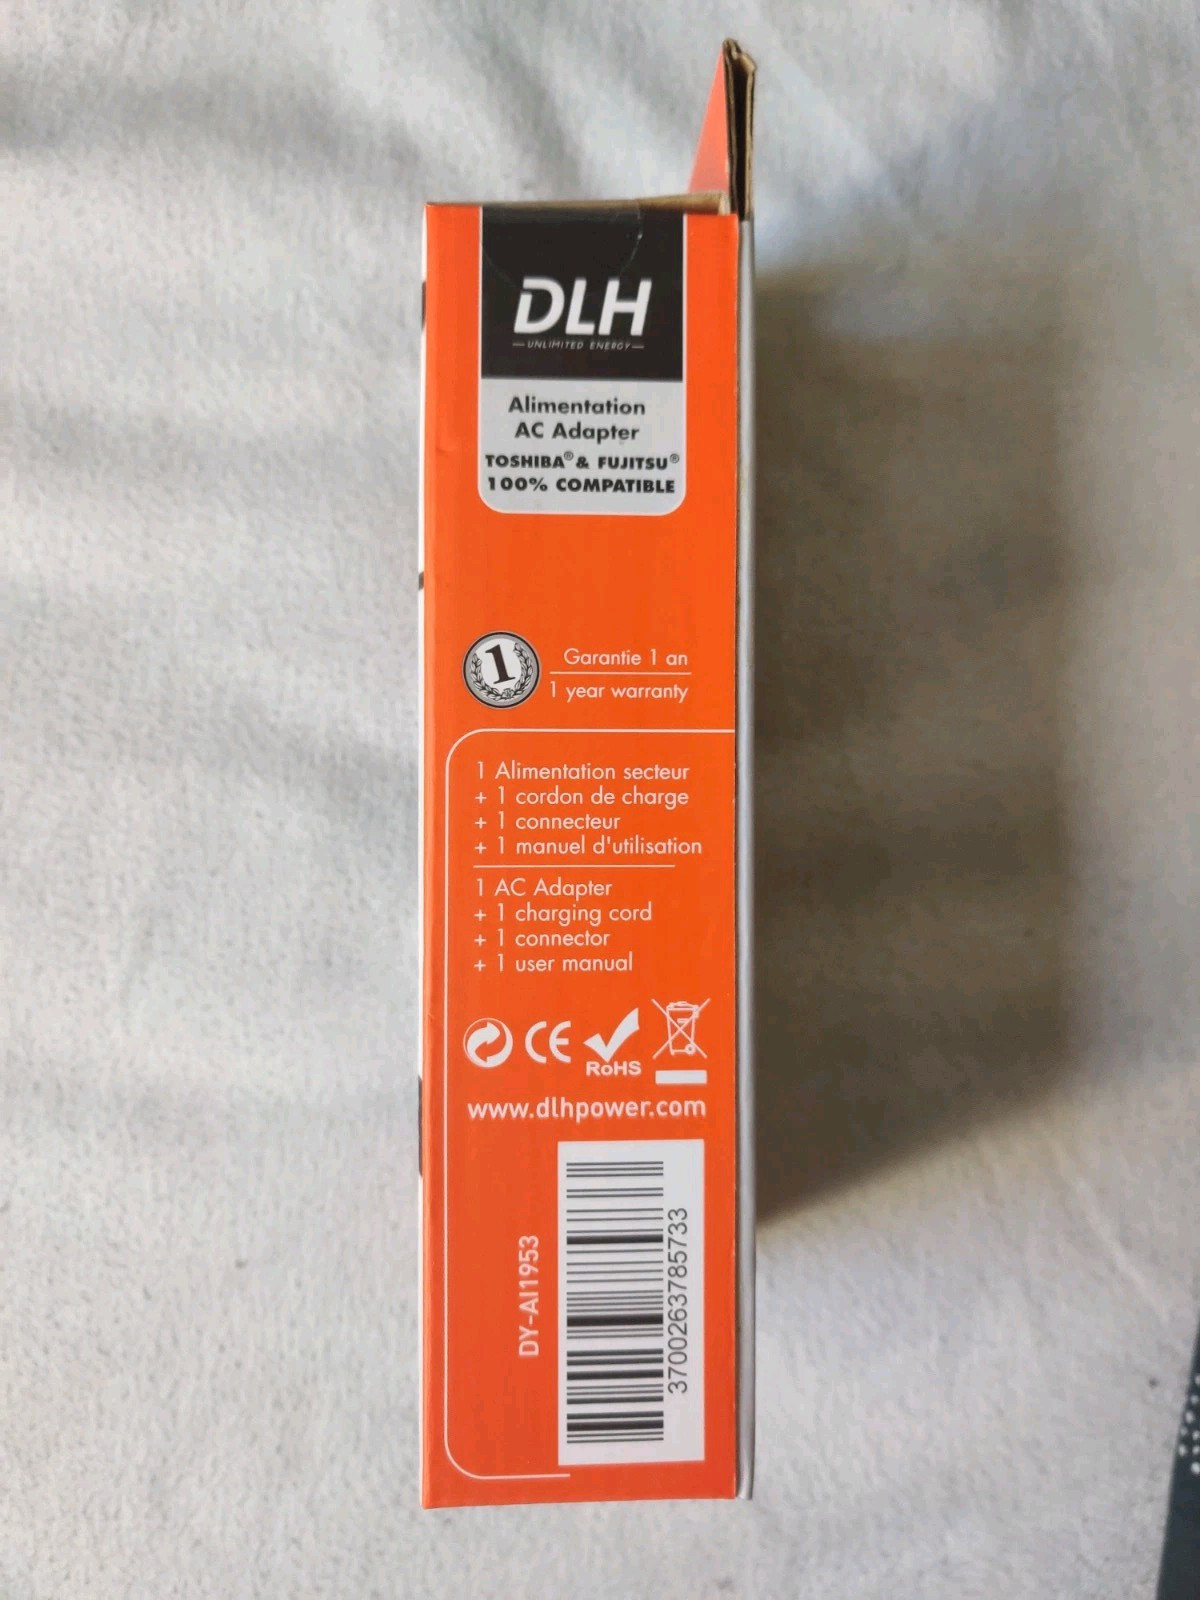 DLH
UNLIMITED ENERGY
Alimentation
AC Adapter
TOSHIBA® & FUJITSU®
100% COMPATIBLE
1
Garantie 1 an
1 year warranty
1 Alimentation secteur
+ 1 cordon de charge
+ 1 connecteur
+ 1 manuel d'utilisation
1 AC Adapter
+ 1 charging cord
+ 1 connector
+ 1 user manual
CE
RoHS
www.dlhpower.com
DY-AI1953
3700263785733